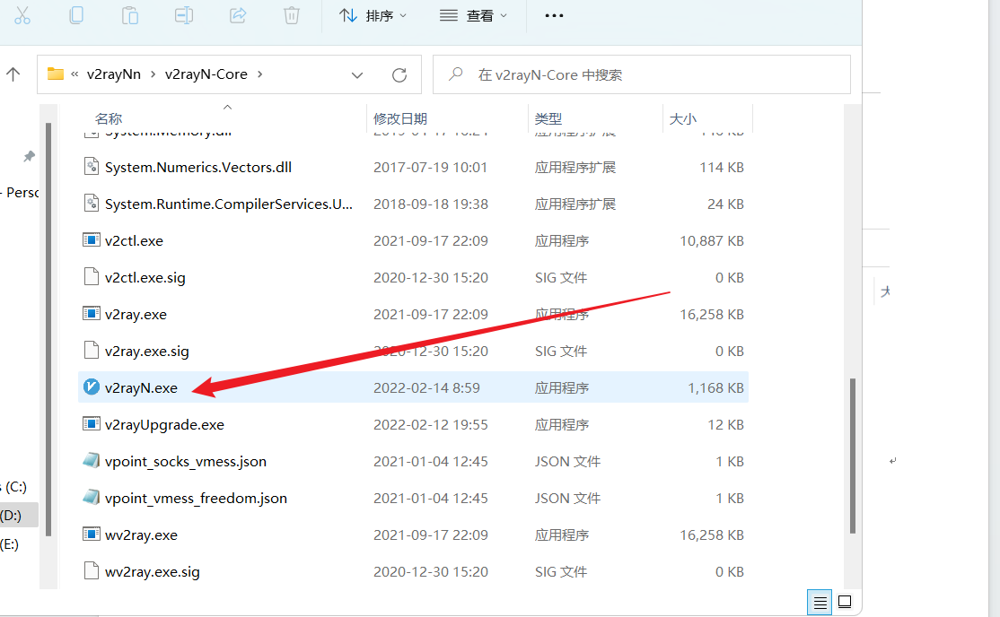 排序 查看
« v2rayNn › v2rayN-Core › 在 v2rayN-Core 中搜索
名称 修改日期 类型 大小
System.Memory.dll
System.Numerics.Vectors.dll 2017-07-19 10:01 应用程序扩展 114 KB
- Perso
System.Runtime.CompilerServices.U... 2018-09-18 19:38 应用程序扩展 24 KB
v2ctl.exe 2021-09-17 22:09 应用程序 10,887 KB
v2ctl.exe.sig 2020-12-30 15:20 SIG 文件 0 KB
v2ray.exe 2021-09-17 22:09 应用程序 16,258 KB
v2ray.exe.sig 2020-12-30 15:20 SIG 文件 0 KB
v2rayN.exe 2022-02-14 8:59 应用程序 1,168 KB
v2rayUpgrade.exe 2022-02-12 19:55 应用程序 12 KB
vpoint_socks_vmess.json 2021-01-04 12:45 JSON 文件 1 KB
s (C:)
vpoint_vmess_freedom.json 2021-01-04 12:45 JSON 文件 1 KB
(D:)
wv2ray.exe 2021-09-17 22:09 应用程序 16,258 KB
(E:)
wv2ray.exe.sig 2020-12-30 15:20 SIG 文件 0 KB